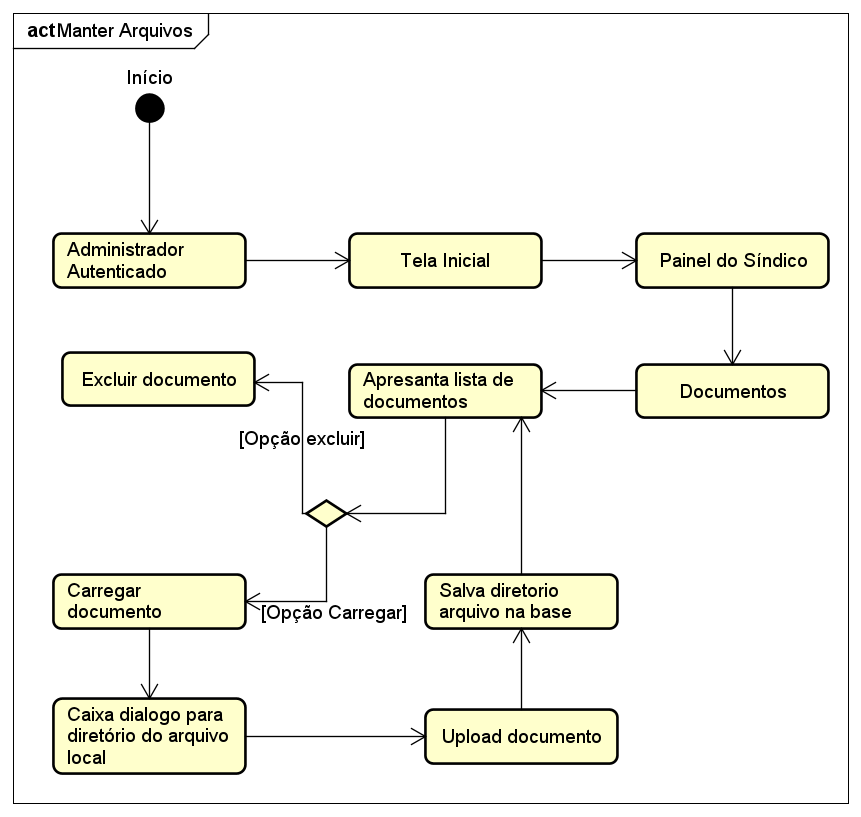 act Manter Arquivos
Início
Administrador
Autenticado
Tela Inicial
Painel do Síndico
Excluir documento
Apresanta lista de
documentos
Documentos
[Opção excluir]
Carregar
documento
[Opção Carregar]
Salva diretorio
arquivo na base
Caixa dialogo para
diretório do arquivo
local
Upload documento